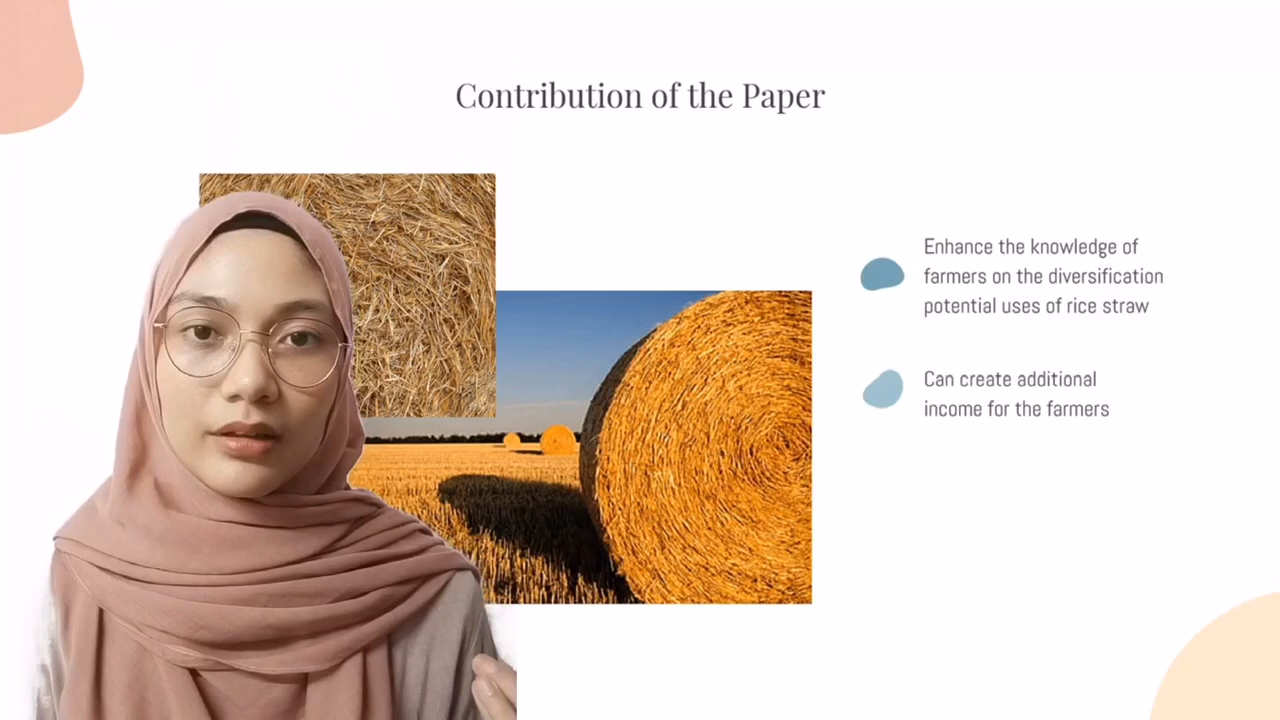 Contribution of the Paper
Enhance the knowledge of
farmers on the diversification
potential uses of rice straw
Can create additional
income for the farmers